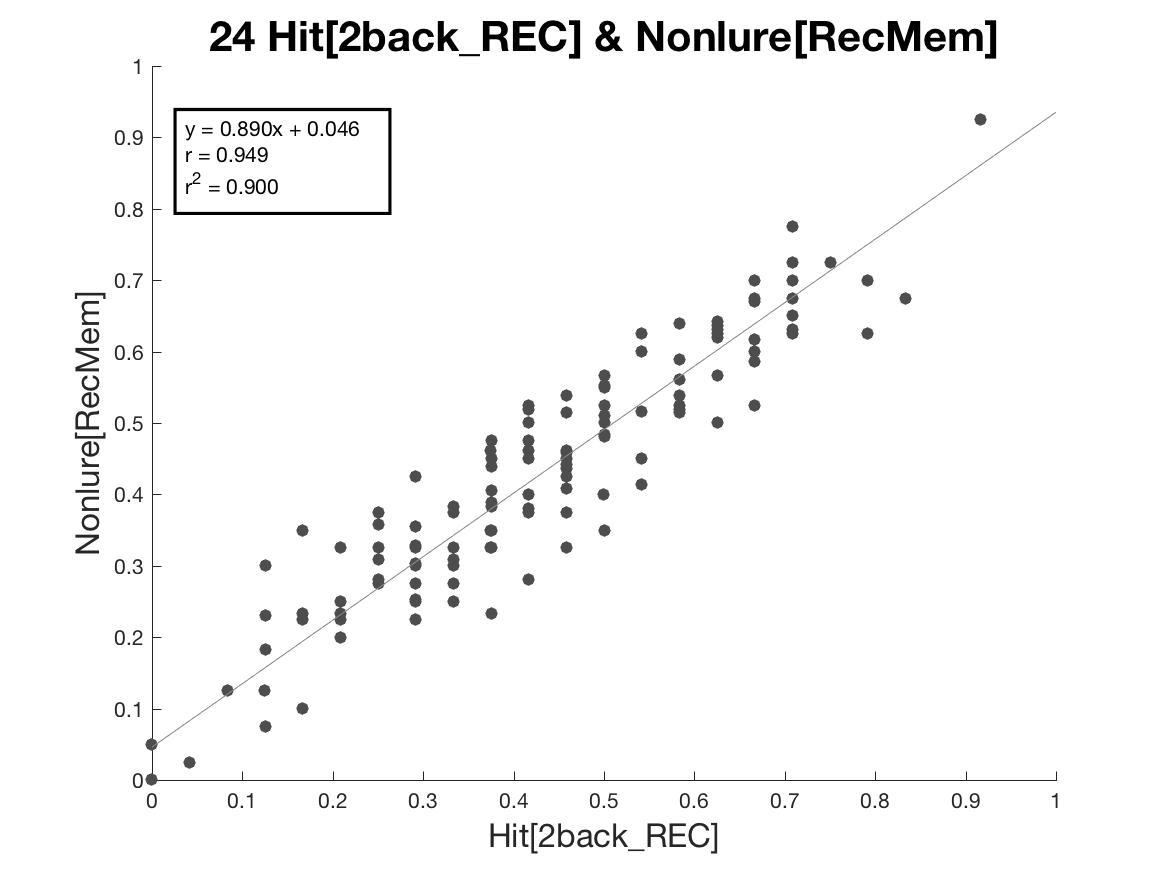 24 Hit[2back_REC] & Nonlure[RecMem]
y = 0.890x + 0.046
r = 0.949
r² = 0.900
Nonlure[RecMem]
1
0.9
0.8
0.7
0.6
0.5
0.4
0.3
0.2
0.1
0
0 0.1 0.2 0.3 0.4 0.5 0.6 0.7 0.8 0.9 1
Hit[2back_REC]